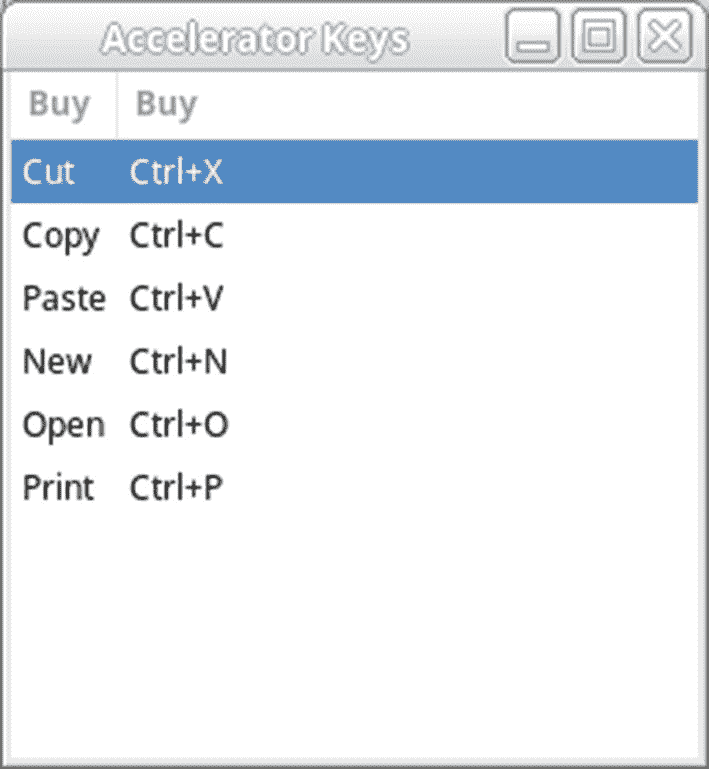 Accelerator Keys
Buy Buy
Cut Ctrl+X
Copy Ctrl+C
Paste Ctrl+V
New Ctrl+N
Open Ctrl+O
Print Ctrl+P